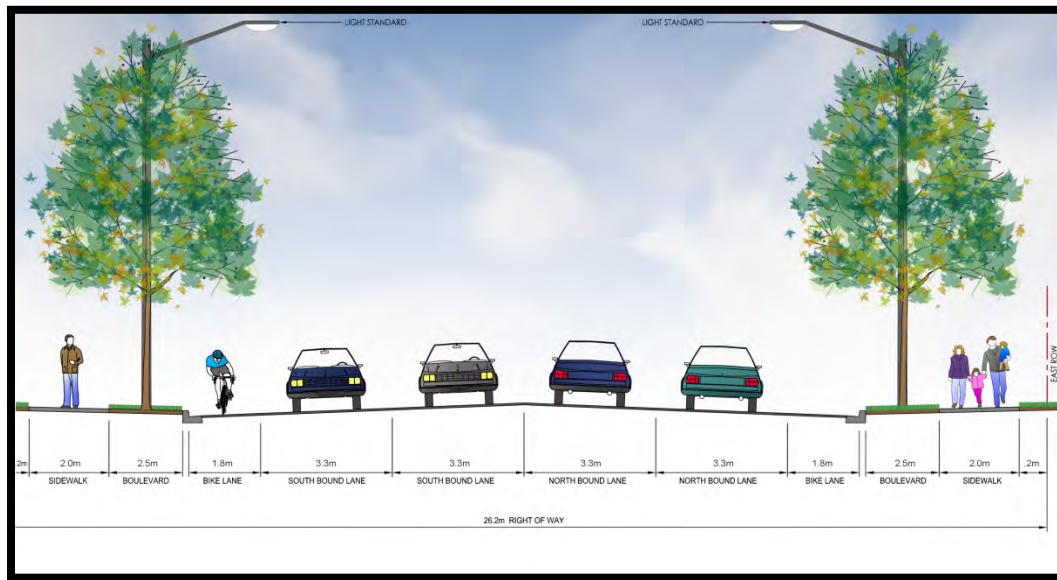 LIGHT STANDARD
LIGHT STANDARD
EAST ROW
.2m
2.0m
2.5m
1.8m
3.3m
3.3m
3.3m
3.3m
1.8m
2.5m
2.0m
.2m
SIDEWALK
BOULEVARD
BIKE LANE
SOUTH BOUND LANE
SOUTH BOUND LANE
NORTH BOUND LANE
NORTH BOUND LANE
BIKE LANE
BOULEVARD
SIDEWALK
26.2m RIGHT OF WAY